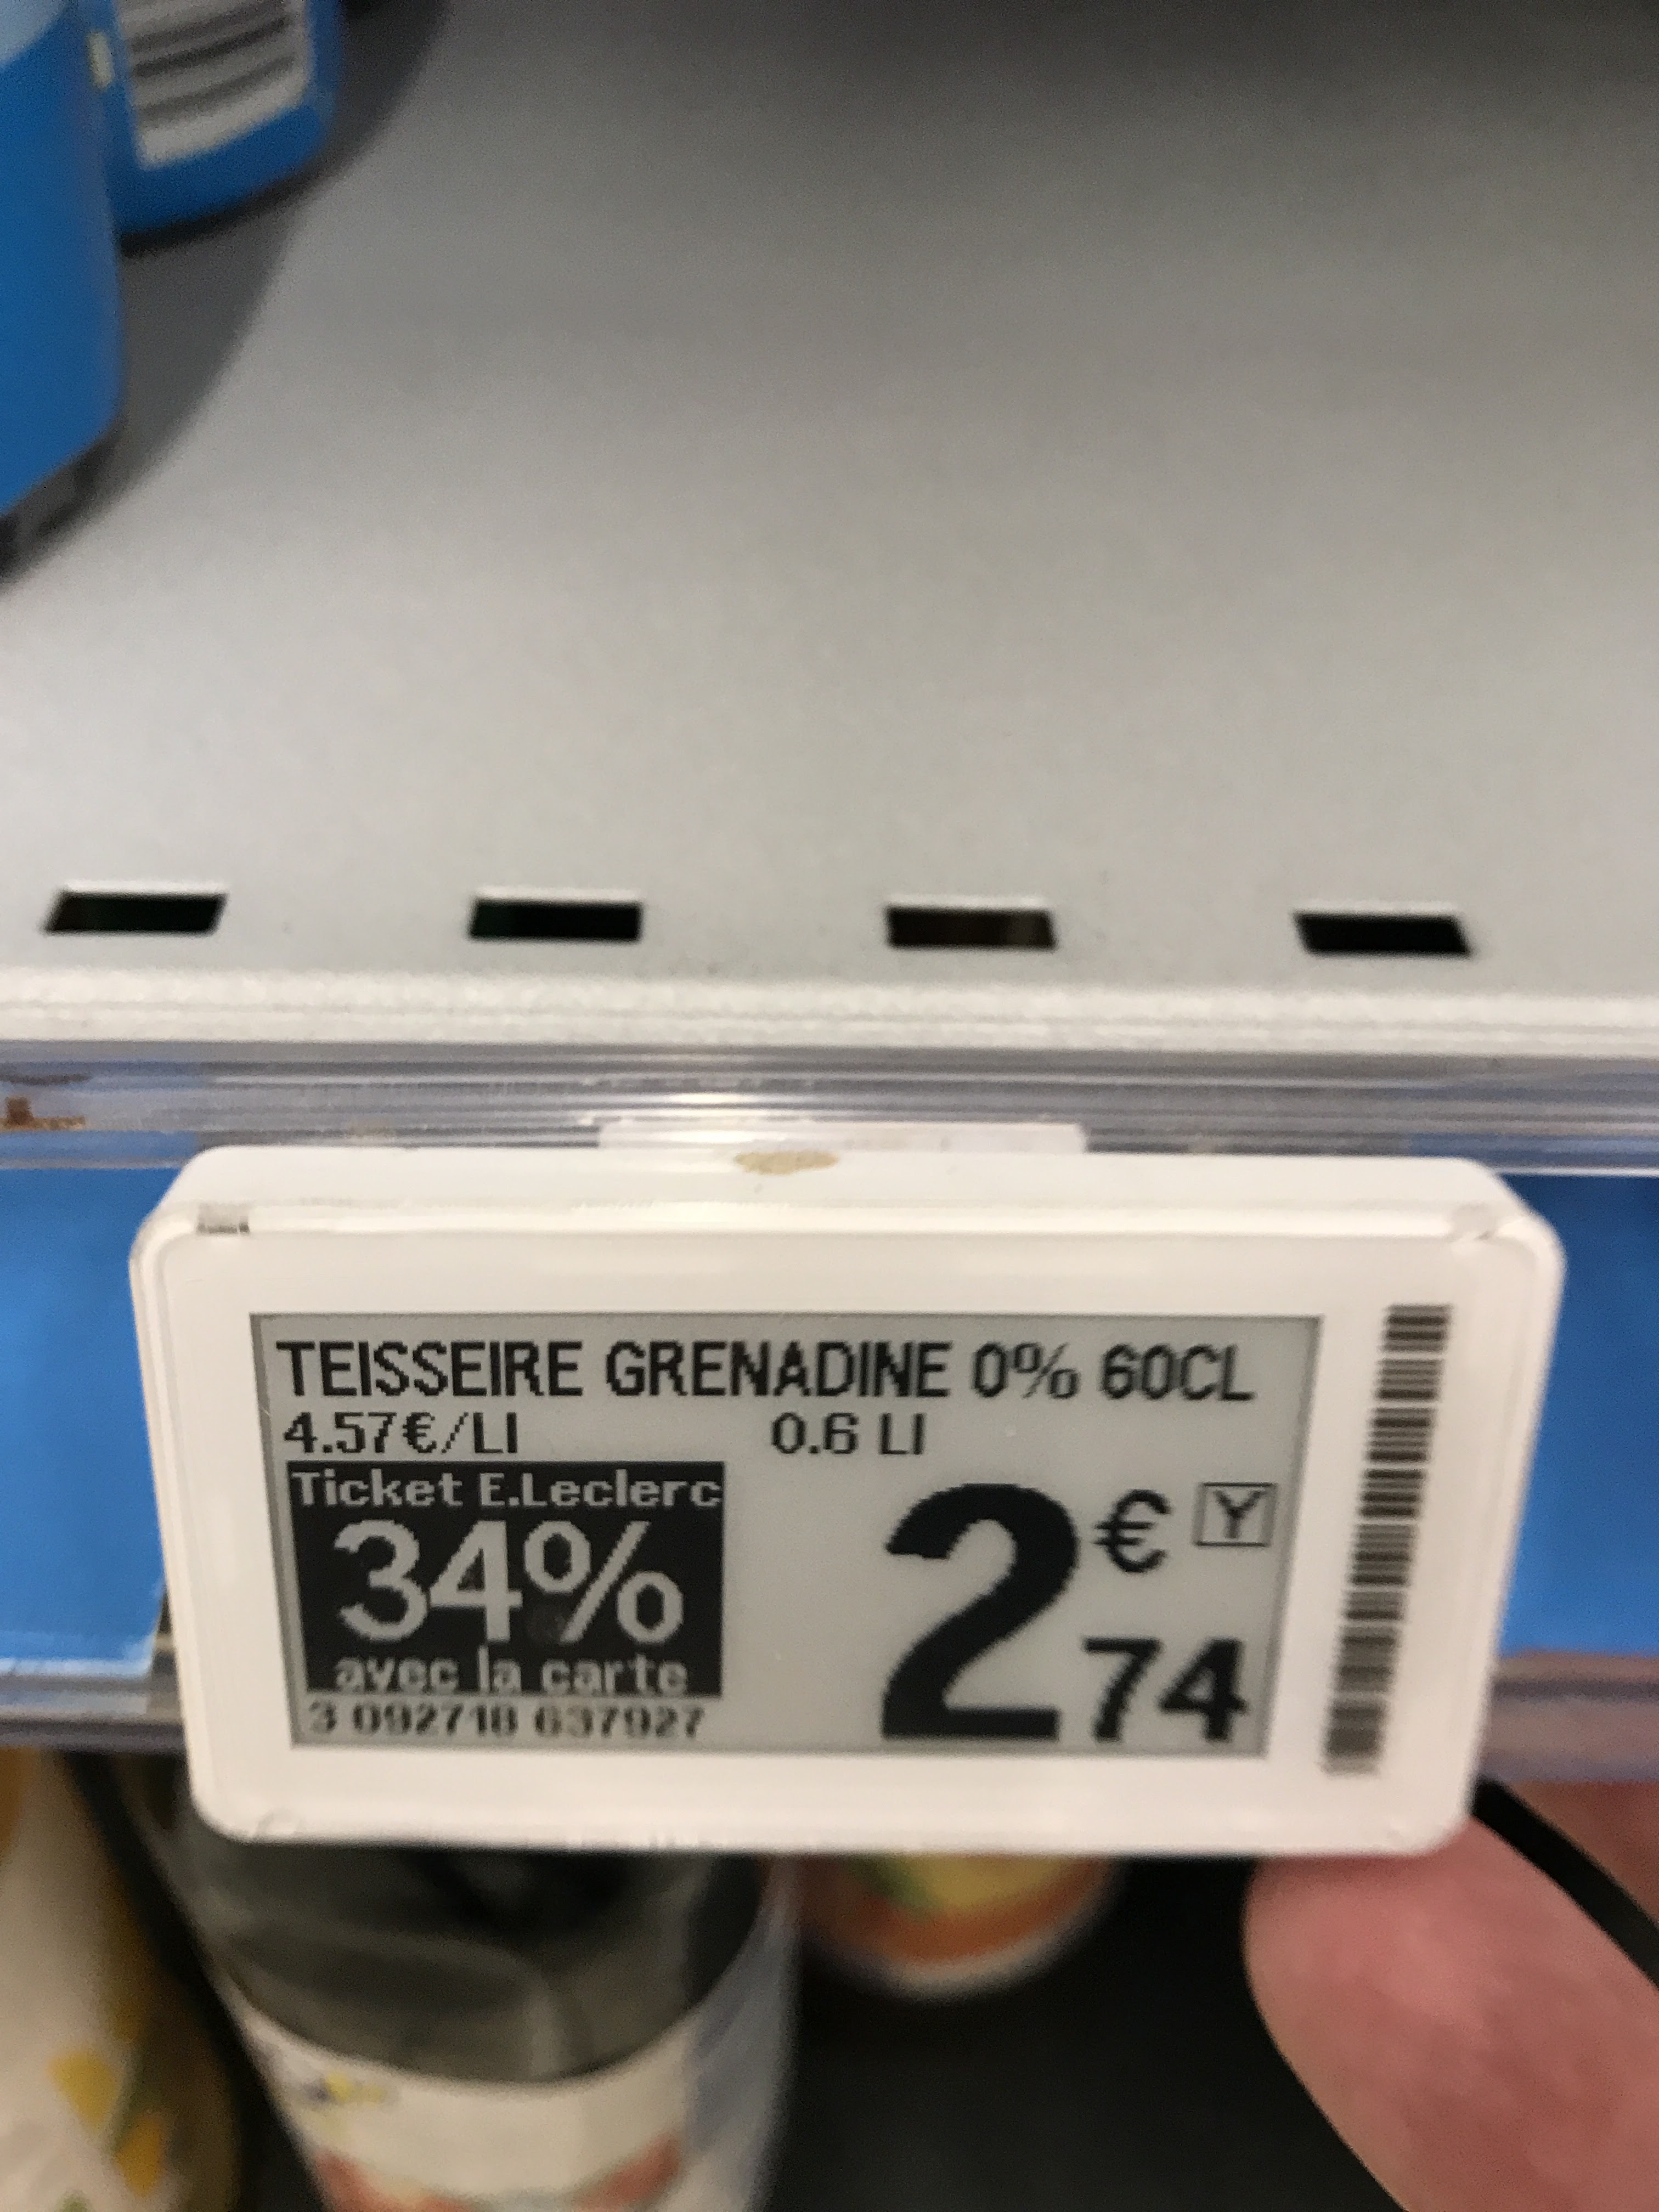 TEISSEIRE GRENADINE 0% 60CL
4.57€/LI 0.6 LI
Ticket E.Leclerc
34%
avec la carte
3 092718 637927
2€74
Y